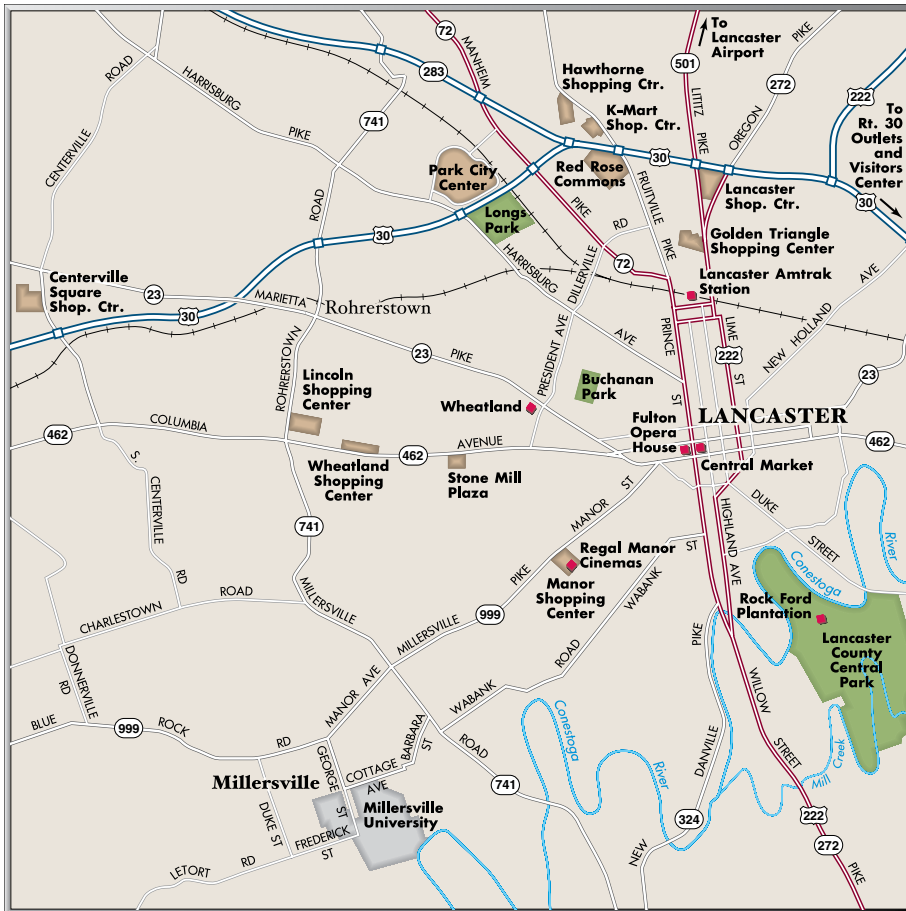 To
Lancaster
Airport
72
MANHEIM
283
501
LITITZ
PIKE
OREGON
PIKE
272
222
Hawthorne
Shopping Ctr.
K-Mart
Shop. Ctr.
To
Rt. 30
Outlets
and
Visitors
Center
30
CENTERVILLE
ROAD
HARRISBURG
PIKE
741
ROAD
Park City
Center
Red Rose
Commons
30
Lancaster
Shop. Ctr.
FRUITVILLE
PIKE
PIKE
Longs
Park
30
HARRISBURG
AVE
RD
DILLERVILLE
72
Golden Triangle
Shopping Center
Lancaster Amtrak
Station
Centerville
Square
Shop. Ctr.
23
MARIETTA
Rohrerstown
30
PIKE
23
PRESIDENT AVE
PRINCE
ST
LIME
ST
222
NEW HOLLAND
AVE
23
ROHRERSTOWN
Lincoln
Shopping
Center
Wheatland
Buchanan
Park
Fulton
Opera
House
LANCASTER
Central Market
462
COLUMBIA
AVENUE
462
462
Wheatland
Shopping
Center
Stone Mill
Plaza
S.
CENTERVILLE
RD
741
MANOR
ST
DUKE
STREET
HIGHLAND AVE
ST
Conestoga
River
Regal Manor
Cinemas
Manor
Shopping
Center
PIKE
999
MILLERSVILLE
WABANK
ROAD
WABANK
Rock Ford
Plantation
Lancaster
County
Central
Park
CHARLESTOWN
ROAD
MILLERSVILLE
DONNERVILLE
RD
BLUE
999
ROCK
RD
MANOR AVE
BARBARA
ST
ROAD
741
Conestoga
River
PIKE
DANVILLE
NEW
324
WILLOW
STREET
Mill
Creek
222
272
PIKE
Millersville
GEORGE
ST
COTTAGE
AVE
Millersville
University
DUKE ST
FREDERICK
ST
LETORT
RD